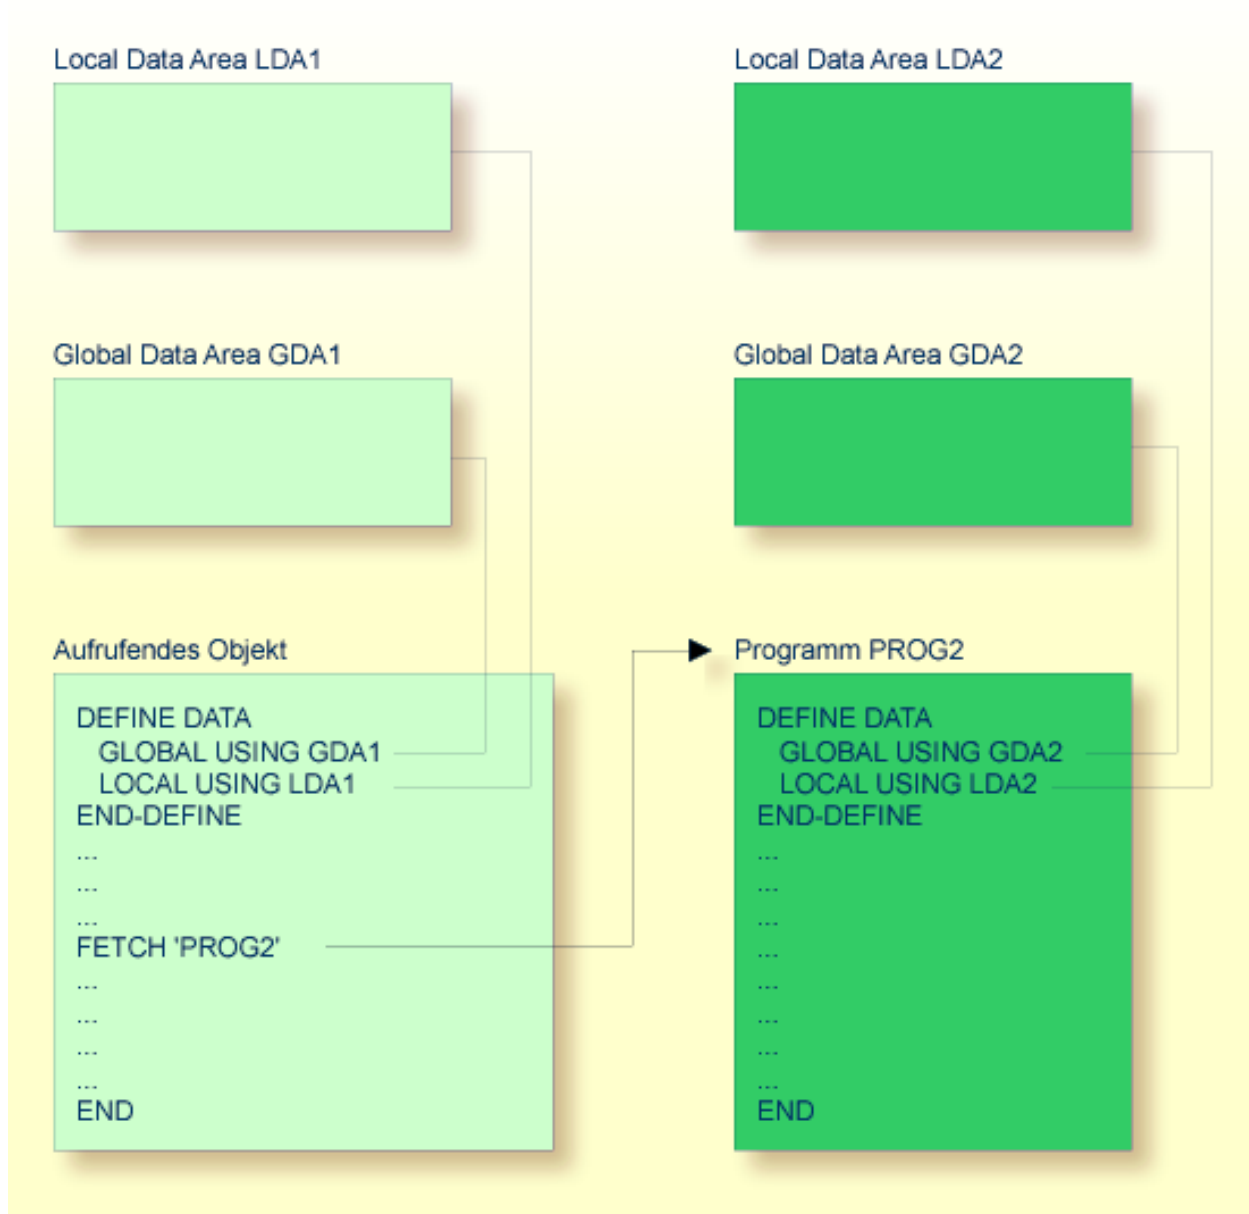 Local Data Area LDA1
Local Data Area LDA2
Global Data Area GDA1
Global Data Area GDA2
Aufrufendes Objekt
DEFINE DATA
GLOBAL USING GDA1
LOCAL USING LDA1
END-DEFINE
...
...
...
FETCH 'PROG2'
...
...
...
...
END
Programm PROG2
DEFINE DATA
GLOBAL USING GDA2
LOCAL USING LDA2
END-DEFINE
...
...
...
...
...
...
...
...
END